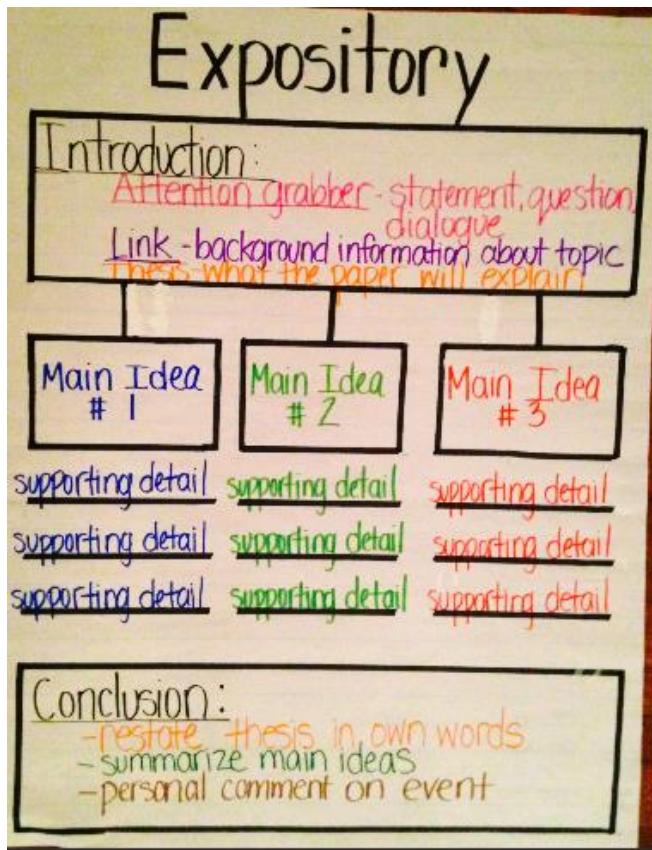 Expository
Introduction:
Attention grabber - statement, question,
dialogue
Link - background information about topic
Thesis-what the paper will explain
Main Idea
# 1
Main Idea
# 2
Main Idea
# 3
supporting detail
supporting detail
supporting detail
supporting detail
supporting detail
supporting detail
supporting detail
supporting detail
supporting detail
Conclusion:
-restate thesis in own words
-summarize main ideas
-personal comment on event